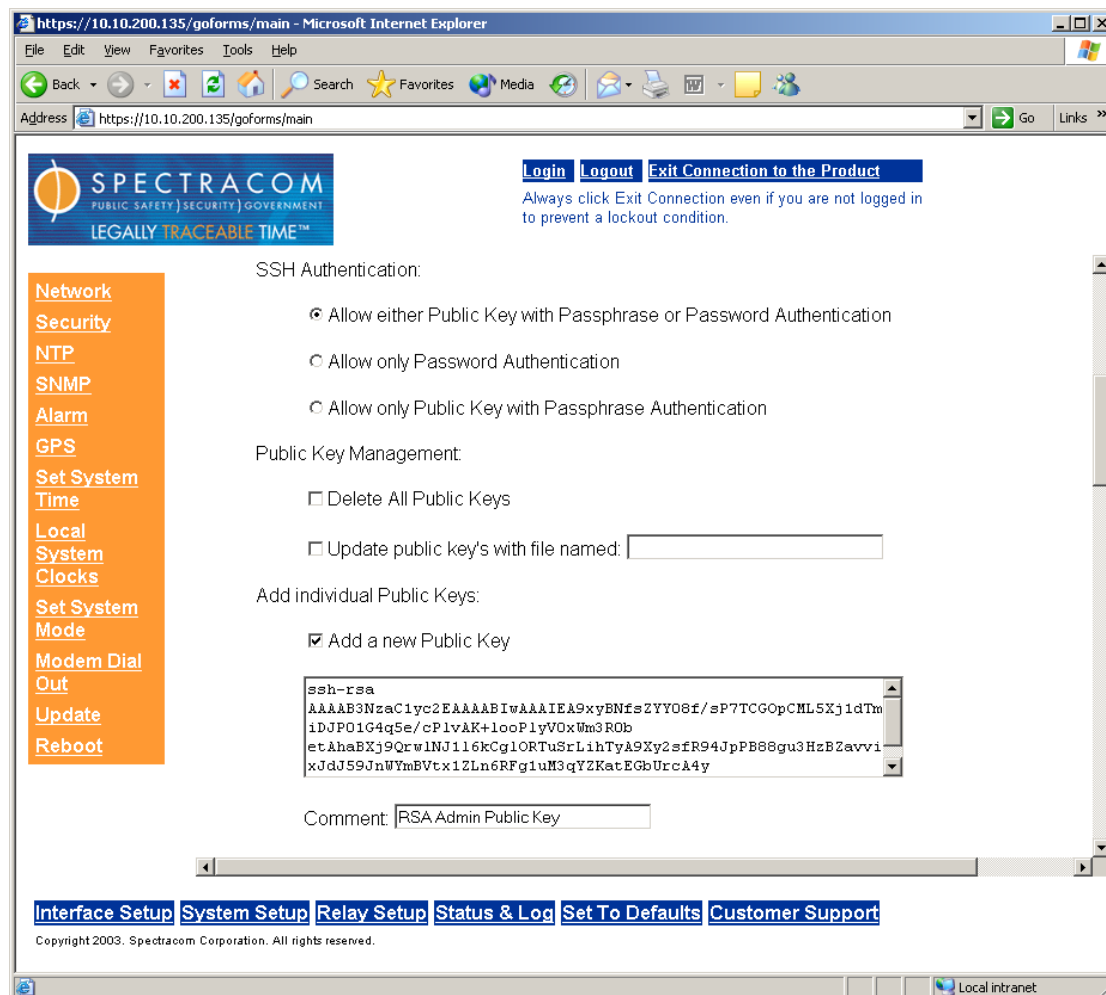 https://10.10.200.135/goforms/main - Microsoft Internet Explorer
File Edit View Favorites Tools Help
Back Search Favorites Media
Address https://10.10.200.135/goforms/main Go Links »
SPECTRACOM
PUBLIC SAFETY) SECURITY) GOVERNMENT
LEGALLY TRACEABLE TIME™
Login Logout Exit Connection to the Product
Always click Exit Connection even if you are not logged in
to prevent a lockout condition.
Network
Security
NTP
SNMP
Alarm
GPS
Set System
Time
Local
System
Clocks
Set System
Mode
Modem Dial
Out
Update
Reboot
SSH Authentication:
Allow either Public Key with Passphrase or Password Authentication
Allow only Password Authentication
Allow only Public Key with Passphrase Authentication
Public Key Management:
Delete All Public Keys
Update public key's with file named:
Add individual Public Keys:
Add a new Public Key
ssh-rsa
AAAAB3NzaC1yc2EAAAABIwAAAIEA9xyBNfsZYYO8f/sP7TCGOpCML5Xj1dTm
iDJPO1G4q5e/cPlvAK+looPlyVOxWm3ROb
etAhaBXj9QrwlNJ1l6kCglORTuSrLihTyA9Xy2sfR94JpPB88gu3HzBZavvi
xJdJ59JnWYmBVtx1ZLn6RFg1uM3qYZKatEGbUrcA4y
Comment: RSA Admin Public Key
Interface Setup System Setup Relay Setup Status & Log Set To Defaults Customer Support
Copyright 2003. Spectracom Corporation. All rights reserved.
Local intranet